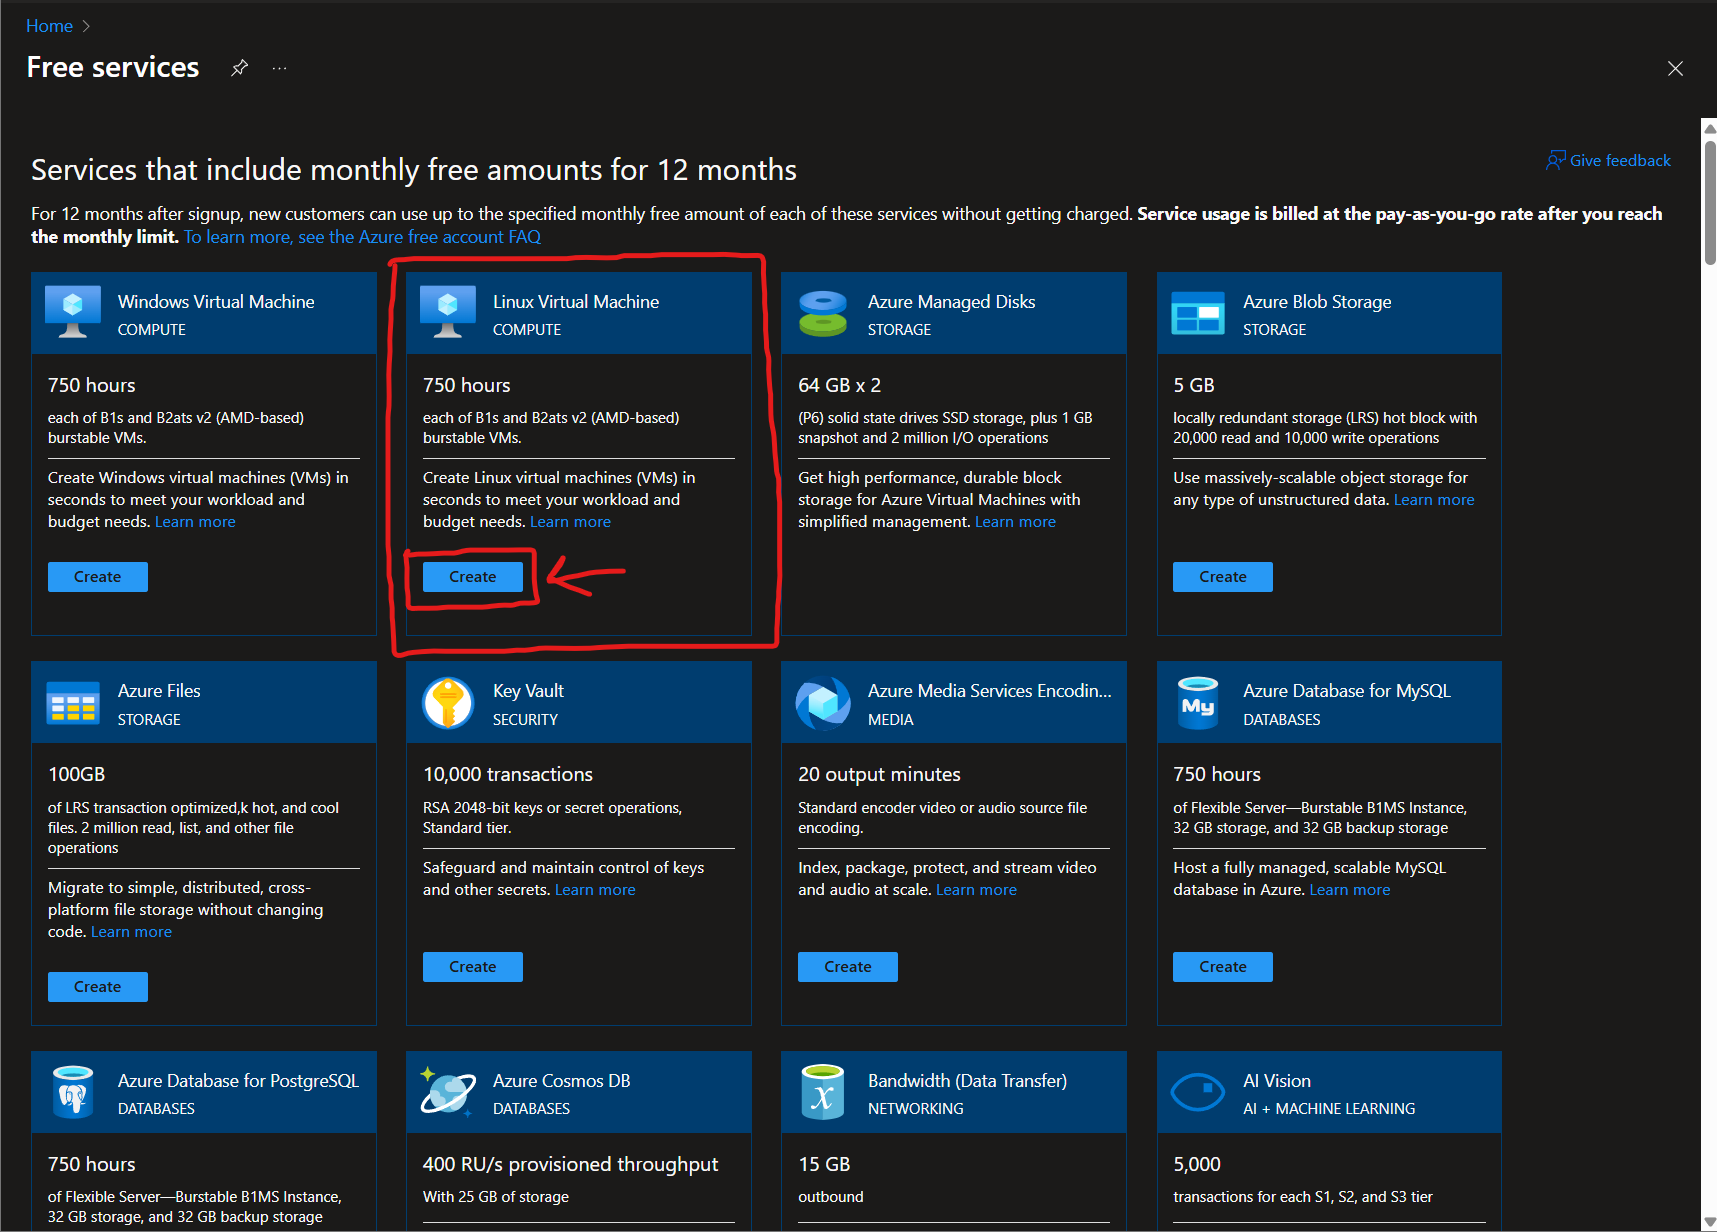 Home
Free services
Services that include monthly free amounts for 12 months
Give feedback
For 12 months after signup, new customers can use up to the specified monthly free amount of each of these services without getting charged. Service usage is billed at the pay-as-you-go rate after you reach
the monthly limit. To learn more, see the Azure free account FAQ
Windows Virtual Machine
COMPUTE
750 hours
each of B1s and B2ats v2 (AMD-based)
burstable VMs.
Create Windows virtual machines (VMs) in
seconds to meet your workload and
budget needs. Learn more
Create
Linux Virtual Machine
COMPUTE
750 hours
each of B1s and B2ats v2 (AMD-based)
burstable VMs.
Create Linux virtual machines (VMs) in
seconds to meet your workload and
budget needs. Learn more
Create
Azure Managed Disks
STORAGE
64 GB x 2
(P6) solid state drives SSD storage, plus 1 GB
snapshot and 2 million I/O operations
Get high performance, durable block
storage for Azure Virtual Machines with
simplified management. Learn more
Azure Blob Storage
STORAGE
5 GB
locally redundant storage (LRS) hot block with
20,000 read and 10,000 write operations
Use massively-scalable object storage for
any type of unstructured data. Learn more
Create
Azure Files
STORAGE
100GB
of LRS transaction optimized,k hot, and cool
files. 2 million read, list, and other file
operations
Migrate to simple, distributed, cross-
platform file storage without changing
code. Learn more
Create
Key Vault
SECURITY
10,000 transactions
RSA 2048-bit keys or secret operations,
Standard tier.
Safeguard and maintain control of keys
and other secrets. Learn more
Create
Azure Media Services Encodin...
MEDIA
20 output minutes
Standard encoder video or audio source file
encoding.
Index, package, protect, and stream video
and audio at scale. Learn more
Create
My
Azure Database for MySQL
DATABASES
750 hours
of Flexible Server—Burstable B1MS Instance,
32 GB storage, and 32 GB backup storage
Host a fully managed, scalable MySQL
database in Azure. Learn more
Create
Azure Database for PostgreSQL
DATABASES
750 hours
of Flexible Server—Burstable B1MS Instance,
32 GB storage, and 32 GB backup storage
Azure Cosmos DB
DATABASES
400 RU/s provisioned throughput
With 25 GB of storage
x
Bandwidth (Data Transfer)
NETWORKING
15 GB
outbound
AI Vision
AI + MACHINE LEARNING
5,000
transactions for each S1, S2, and S3 tier